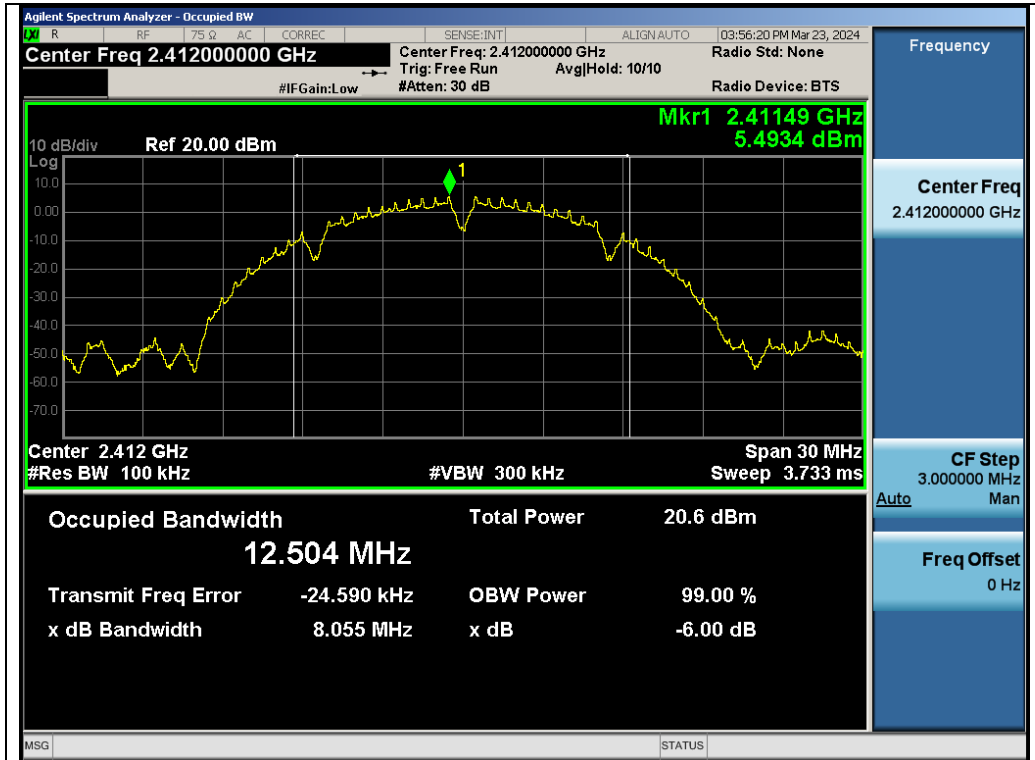 Agilent Spectrum Analyzer - Occupied BW
LXI R RF 75 Ω AC CORREC SENSE:INT ALIGN AUTO 03:56:20 PM Mar 23, 2024
Center Freq 2.412000000 GHz Center Freq: 2.412000000 GHz Radio Std: None
Trig: Free Run Avg|Hold: 10/10
#IFGain:Low #Atten: 30 dB Radio Device: BTS
Mkr1 2.41149 GHz
5.4934 dBm
10 dB/div Ref 20.00 dBm
Log
1
10.0
0.00
-10.0
-20.0
-30.0
-40.0
-50.0
-60.0
-70.0
Center 2.412 GHz Span 30 MHz
#Res BW 100 kHz #VBW 300 kHz Sweep 3.733 ms
Occupied Bandwidth Total Power 20.6 dBm
12.504 MHz
Transmit Freq Error -24.590 kHz OBW Power 99.00 %
x dB Bandwidth 8.055 MHz x dB -6.00 dB
MSG STATUS
Frequency
Center Freq
2.412000000 GHz
CF Step
3.000000 MHz
Auto Man
Freq Offset
0 Hz